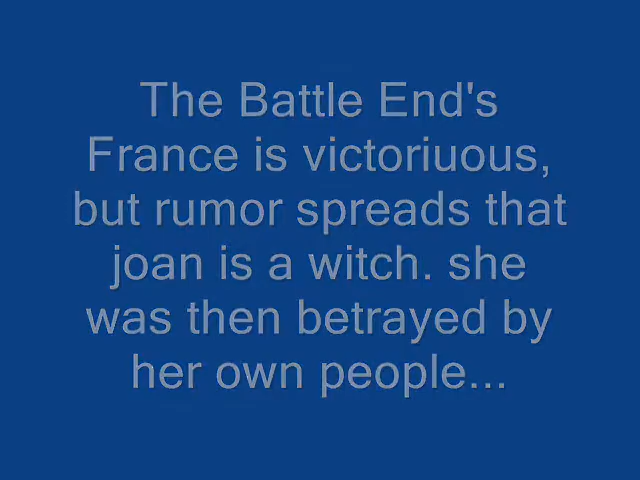 The Battle End's
France is victoriuous,
but rumor spreads that
joan is a witch. she
was then betrayed by
her own people...